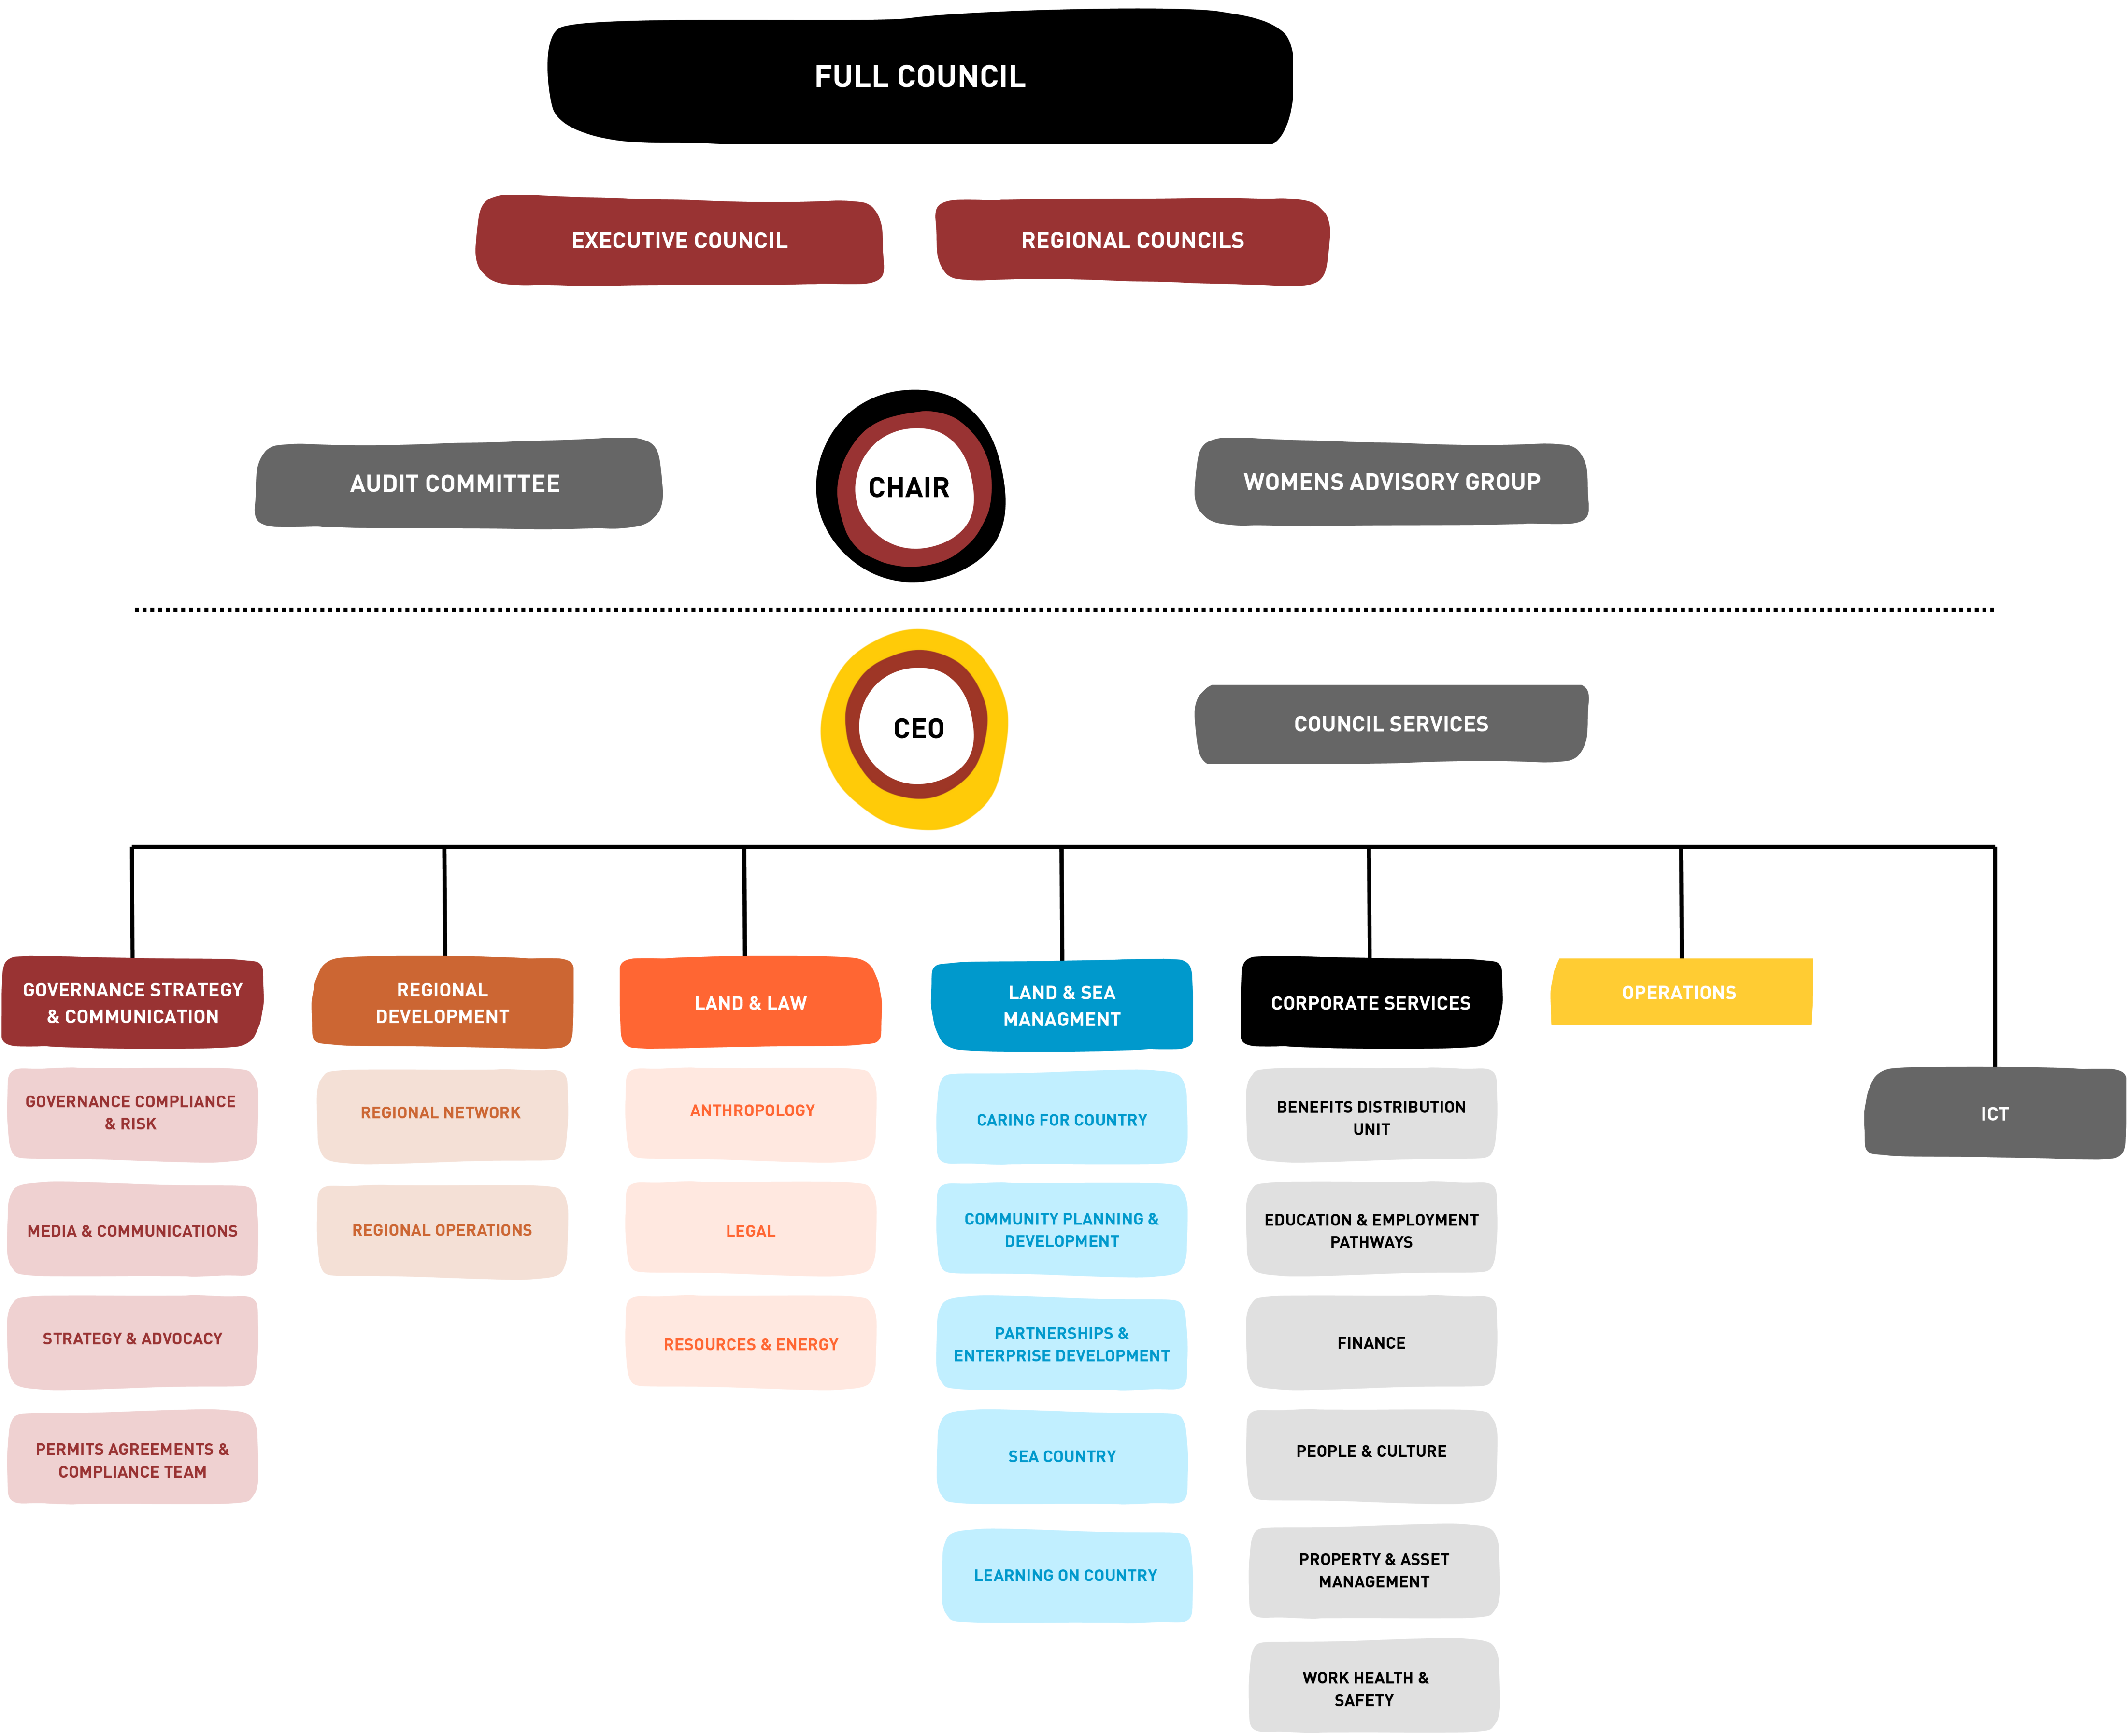 FULL COUNCIL
EXECUTIVE COUNCIL
REGIONAL COUNCILS
AUDIT COMMITTEE
CHAIR
WOMENS ADVISORY GROUP
CEO
COUNCIL SERVICES
GOVERNANCE STRATEGY
& COMMUNICATION
REGIONAL
DEVELOPMENT
LAND & LAW
LAND & SEA
MANAGMENT
CORPORATE SERVICES
OPERATIONS
ICT
GOVERNANCE COMPLIANCE
& RISK
MEDIA & COMMUNICATIONS
STRATEGY & ADVOCACY
PERMITS AGREEMENTS &
COMPLIANCE TEAM
REGIONAL NETWORK
REGIONAL OPERATIONS
ANTHROPOLOGY
LEGAL
RESOURCES & ENERGY
CARING FOR COUNTRY
COMMUNITY PLANNING &
DEVELOPMENT
PARTNERSHIPS &
ENTERPRISE DEVELOPMENT
SEA COUNTRY
LEARNING ON COUNTRY
BENEFITS DISTRIBUTION
UNIT
EDUCATION & EMPLOYMENT
PATHWAYS
FINANCE
PEOPLE & CULTURE
PROPERTY & ASSET
MANAGEMENT
WORK HEALTH &
SAFETY